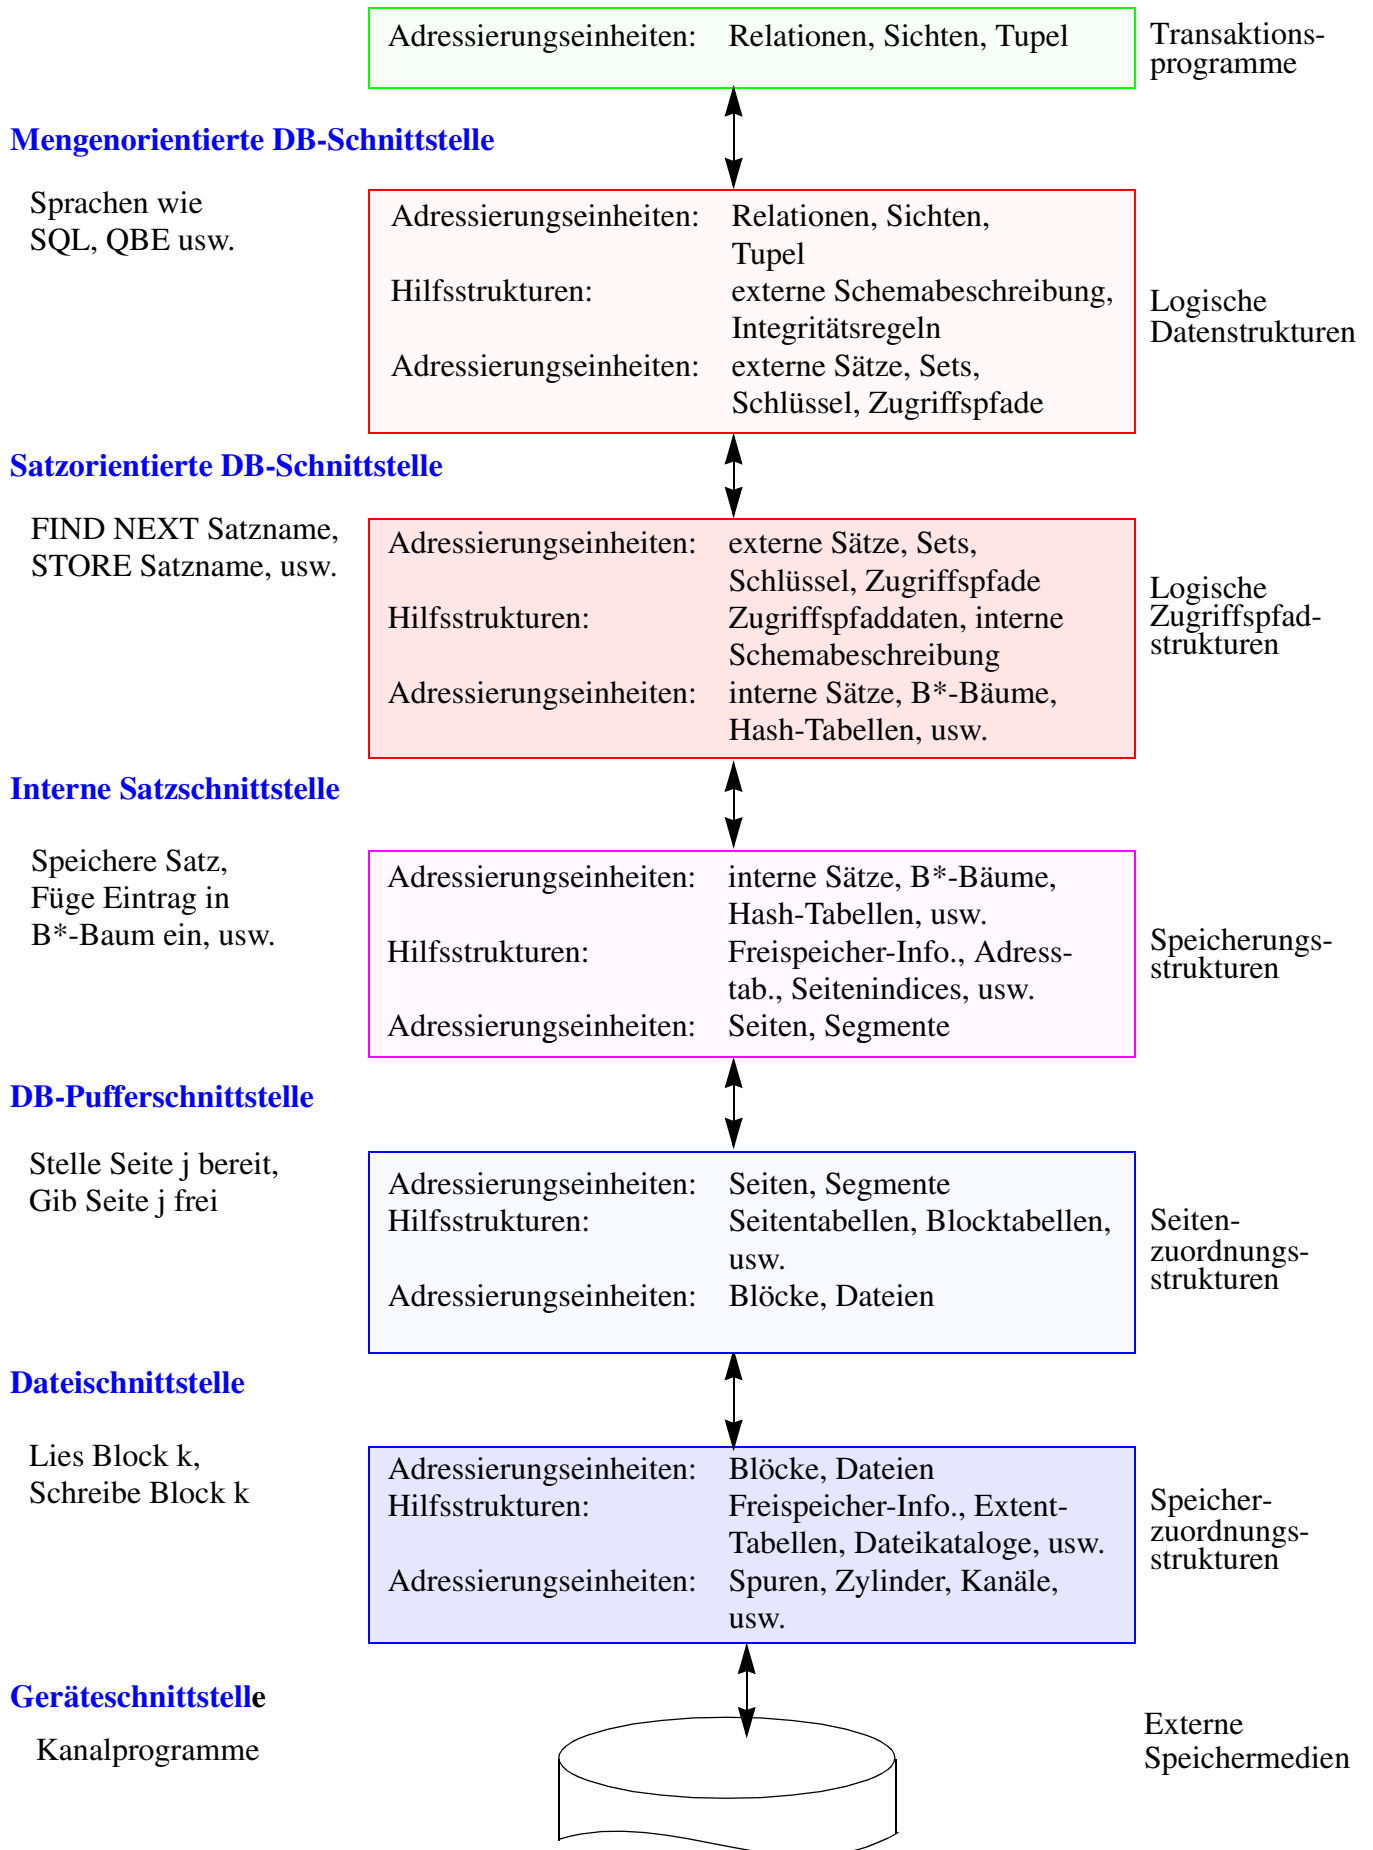 Adressierungseinheiten: Relationen, Sichten, Tupel
Transaktions-
programme
Mengenorientierte DB-Schnittstelle
Sprachen wie
SQL, QBE usw.
Adressierungseinheiten: Relationen, Sichten,
Tupel
Hilfsstrukturen: externe Schemabeschreibung,
Integritätsregeln
Adressierungseinheiten: externe Sätze, Sets,
Schlüssel, Zugriffspfade
Logische
Datenstrukturen
Satzorientierte DB-Schnittstelle
FIND NEXT Satzname,
STORE Satzname, usw.
Adressierungseinheiten: externe Sätze, Sets,
Schlüssel, Zugriffspfade
Hilfsstrukturen: Zugriffspfaddaten, interne
Schemabeschreibung
Adressierungseinheiten: interne Sätze, B*-Bäume,
Hash-Tabellen, usw.
Logische
Zugriffspfad-
strukturen
Interne Satzschnittstelle
Speichere Satz,
Füge Eintrag in
B*-Baum ein, usw.
Adressierungseinheiten: interne Sätze, B*-Bäume,
Hash-Tabellen, usw.
Hilfsstrukturen: Freispeicher-Info., Adress-
tab., Seitenindices, usw.
Adressierungseinheiten: Seiten, Segmente
Speicherungs-
strukturen
DB-Pufferschnittstelle
Stelle Seite j bereit,
Gib Seite j frei
Adressierungseinheiten: Seiten, Segmente
Hilfsstrukturen: Seitentabellen, Blocktabellen,
usw.
Adressierungseinheiten: Blöcke, Dateien
Seiten-
zuordnungs-
strukturen
Dateischnittstelle
Lies Block k,
Schreibe Block k
Adressierungseinheiten: Blöcke, Dateien
Hilfsstrukturen: Freispeicher-Info., Extent-
Tabellen, Dateikataloge, usw.
Adressierungseinheiten: Spuren, Zylinder, Kanäle,
usw.
Speicher-
zuordnungs-
strukturen
Geräteschnittstelle
Kanalprogramme
Externe
Speichermedien